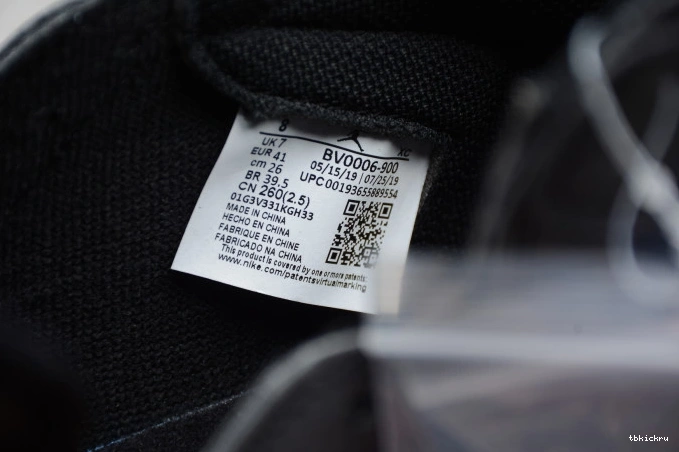 8 XC
UK 7
EUR 41
cm 26
BR 39.5
CN 260(2.5)
01G3V331KGH33
BV0006-900
05/15/19 | 07/25/19
UPC00193655889554
MADE IN CHINA
HECHO EN CHINA
FABRIQUE EN CHINE
FABRICADO NA CHINA
This product is covered by one or more patents:
www.nike.com/patentsvirtualmarking
tbkickru